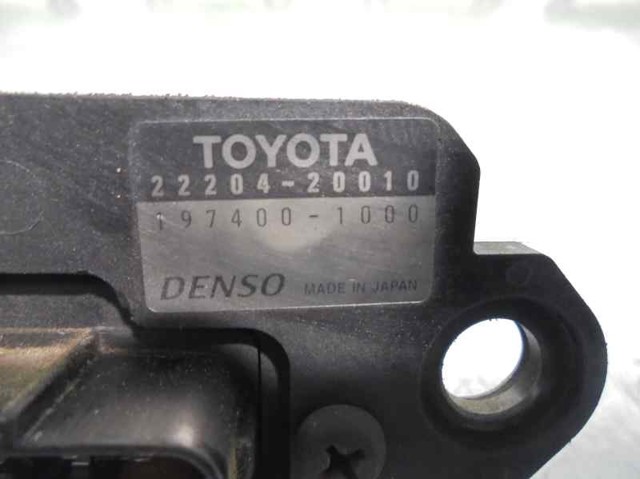 TOYOTA
22204-20010
197400-1000
DENSO MADE IN JAPAN